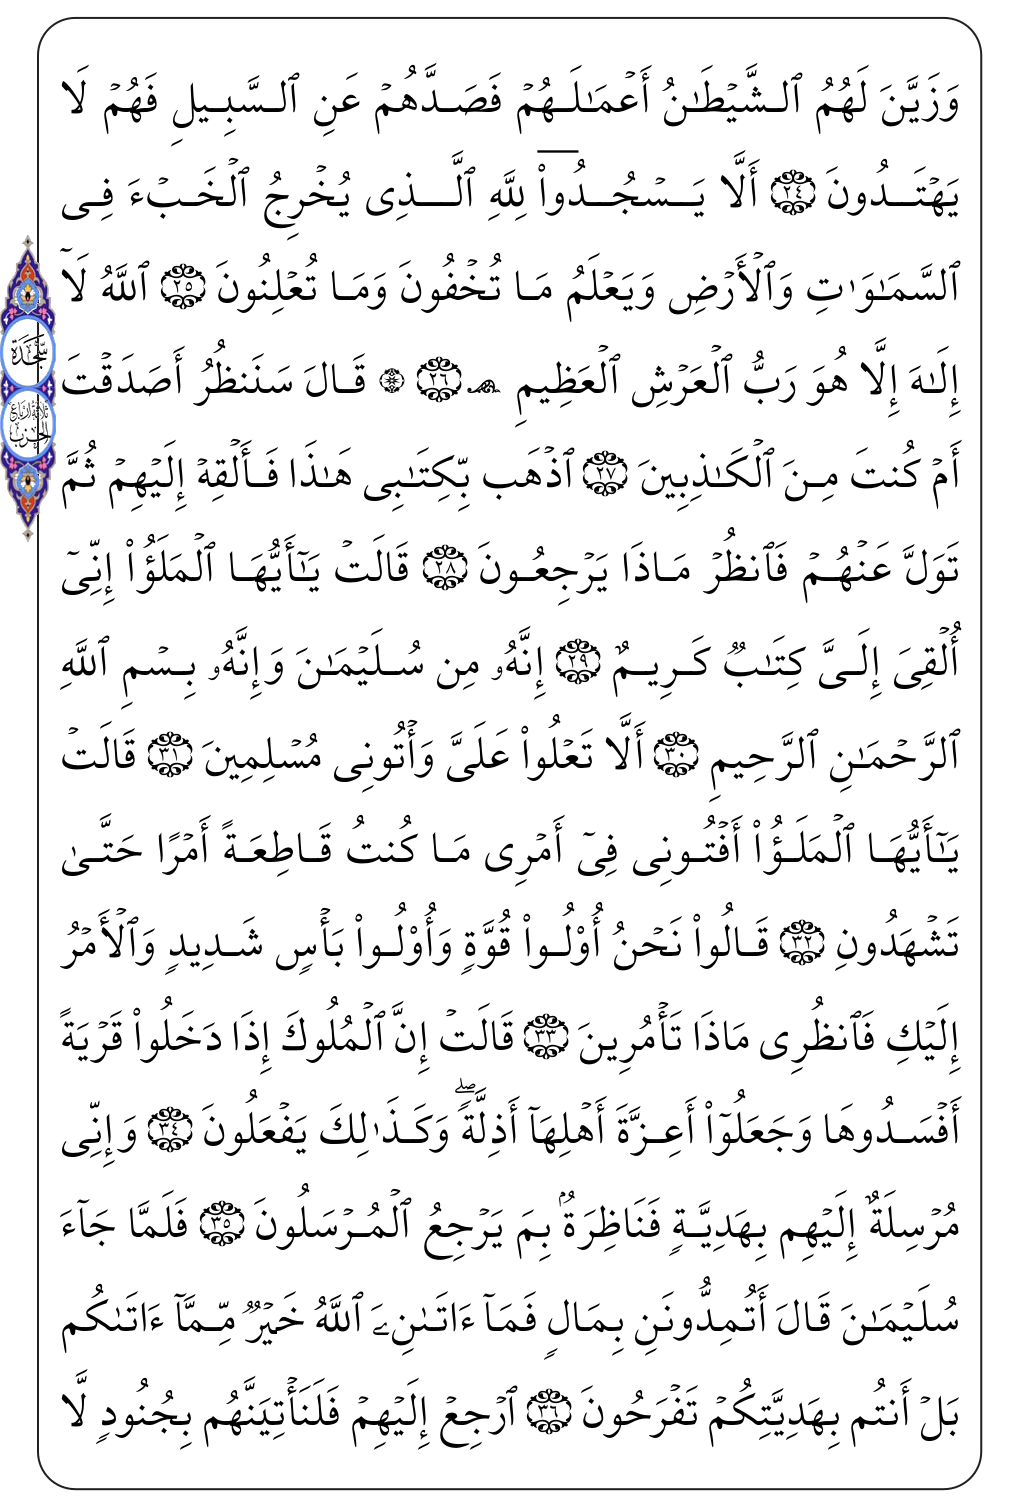 وَزَيَّنَ لَهُمُ ٱلشَّيۡطَٰنُ أَعۡمَٰلَهُمۡ فَصَدَّهُمۡ عَنِ ٱلسَّبِيلِ فَهُمۡ لَا
يَهۡتَدُونَ ٢٤ أَلَّا يَسۡجُدُواْ لِلَّهِ ٱلَّذِي يُخۡرِجُ ٱلۡخَبۡءَ فِي
ٱلسَّمَٰوَٰتِ وَٱلۡأَرۡضِ وَيَعۡلَمُ مَا تُخۡفُونَ وَمَا تُعۡلِنُونَ ٢٥ ٱللَّهُ لَآ
إِلَٰهَ إِلَّا هُوَ رَبُّ ٱلۡعَرۡشِ ٱلۡعَظِيمِ ۩ ٢٦ ۞ قَالَ سَنَنظُرُ أَصَدَقۡتَ
أَمۡ كُنتَ مِنَ ٱلۡكَٰذِبِينَ ٢٧ ٱذۡهَب بِّكِتَٰبِي هَٰذَا فَأَلۡقِهۡ إِلَيۡهِمۡ ثُمَّ
تَوَلَّ عَنۡهُمۡ فَٱنظُرۡ مَاذَا يَرۡجِعُونَ ٢٨ قَالَتۡ يَٰٓأَيُّهَا ٱلۡمَلَؤُاْ إِنِّيٓ
أُلۡقِيَ إِلَيَّ كِتَٰبٞ كَرِيمٌ ٢٩ إِنَّهُۥ مِن سُلَيۡمَٰنَ وَإِنَّهُۥ بِسۡمِ ٱللَّهِ
ٱلرَّحۡمَٰنِ ٱلرَّحِيمِ ٣٠ أَلَّا تَعۡلُواْ عَلَيَّ وَأۡتُونِي مُسۡلِمِينَ ٣١ قَالَتۡ
يَٰٓأَيُّهَا ٱلۡمَلَؤُاْ أَفۡتُونِي فِيٓ أَمۡرِي مَا كُنتُ قَاطِعَةً أَمۡرًا حَتَّىٰ
تَشۡهَدُونِ ٣٢ قَالُواْ نَحۡنُ أُوْلُواْ قُوَّةٖ وَأُوْلُواْ بَأۡسٖ شَدِيدٖ وَٱلۡأَمۡرُ
إِلَيۡكِ فَٱنظُرِي مَاذَا تَأۡمُرِينَ ٣٣ قَالَتۡ إِنَّ ٱلۡمُلُوكَ إِذَا دَخَلُواْ قَرۡيَةً
أَفۡسَدُوهَا وَجَعَلُوٓاْ أَعِزَّةَ أَهۡلِهَآ أَذِلَّةٗۖ وَكَذَٰلِكَ يَفۡعَلُونَ ٣٤ وَإِنِّي
مُرۡسِلَةٌ إِلَيۡهِم بِهَدِيَّةٖ فَنَاظِرَةُۢ بِمَ يَرۡجِعُ ٱلۡمُرۡسَلُونَ ٣٥ فَلَمَّا جَآءَ
سُلَيۡمَٰنَ قَالَ أَتُمِدُّونَنِ بِمَالٖ فَمَآ ءَاتَىٰنِۦَ ٱللَّهُ خَيۡرٞ مِّمَّآ ءَاتَىٰكُم
بَلۡ أَنتُم بِهَدِيَّتِكُمۡ تَفۡرَحُونَ ٣٦ ٱرۡجِعۡ إِلَيۡهِمۡ فَلَنَأۡتِيَنَّهُم بِجُنُودٖ لَّا
سَّجۡدَة
ثَلَاثَةُ أَرۡبَاعِ
ٱلۡحِزۡب